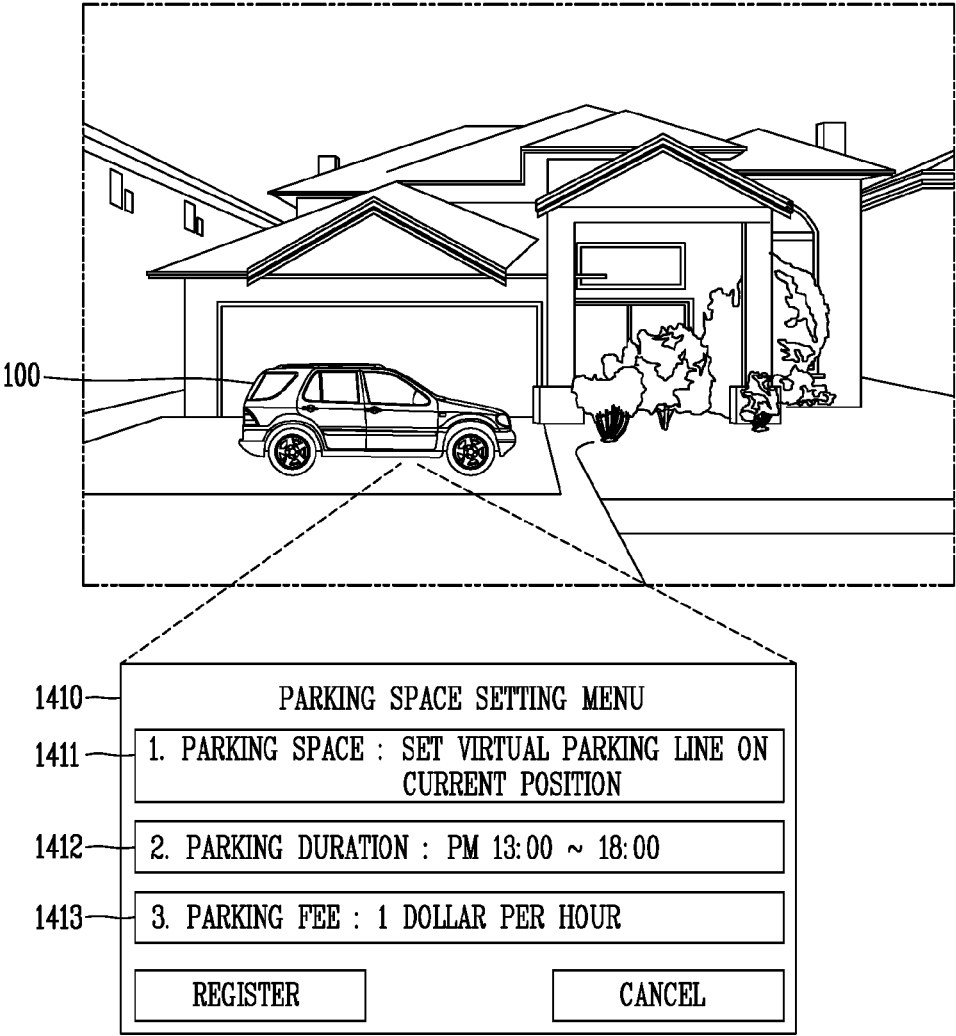 100
1410
PARKING SPACE SETTING MENU
1411
1. PARKING SPACE : SET VIRTUAL PARKING LINE ON
CURRENT POSITION
1412
2. PARKING DURATION : PM 13:00 ~ 18:00
1413
3. PARKING FEE : 1 DOLLAR PER HOUR
REGISTER
CANCEL